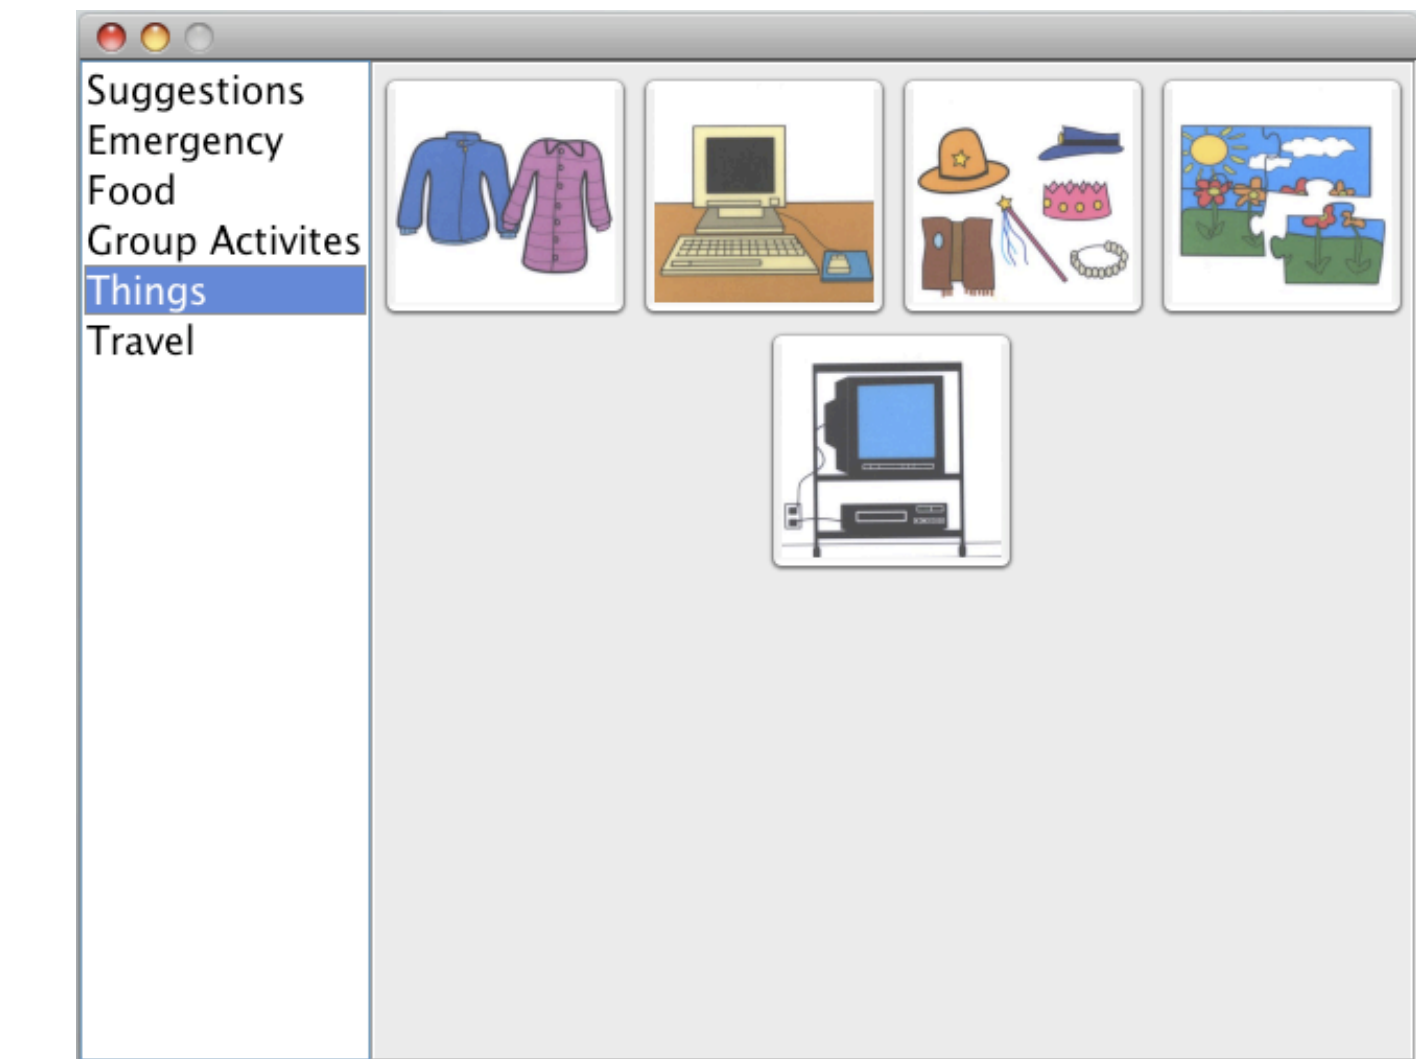 Suggestions
Emergency
Food
Group Activites
Things
Travel